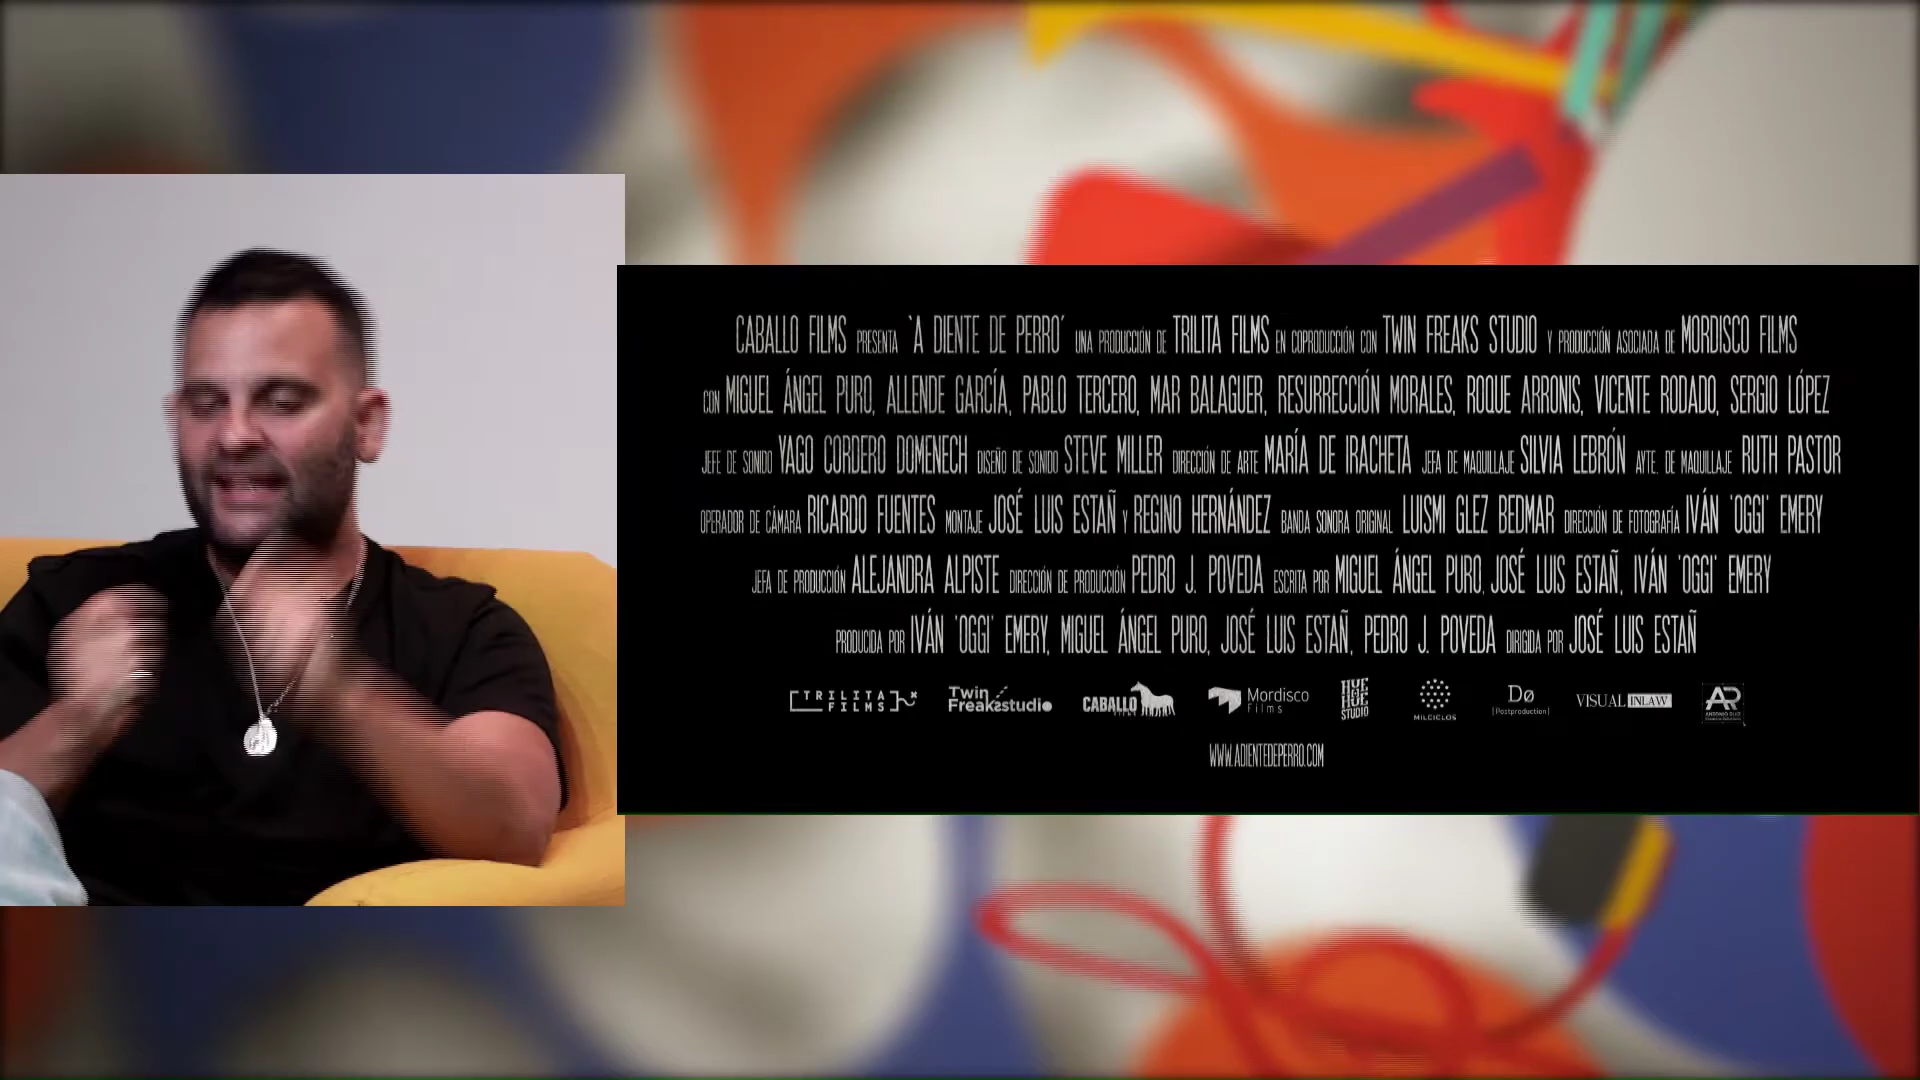 CABALLO FILMS PRESENTA 'A DIENTE DE PERRO' UNA PRODUCCIÓN DE TRILITA FILMS EN COPRODUCCIÓN CON TWIN FREAKS STUDIO Y PRODUCCIÓN ASOCIADA DE MORDISCO FILMS
CON MIGUEL ÁNGEL PURO, ALLENDE GARCÍA, PABLO TERCERO, MAR BALAGUER, RESURRECCIÓN MORALES, ROQUE ARRONIS, VICENTE RODADO, SERGIO LÓPEZ
JEFE DE SONIDO YAGO CORDERO DOMENECH DISEÑO DE SONIDO STEVE MILLER DIRECCIÓN DE ARTE MARÍA DE IRACHETA JEFA DE MAQUILLAJE SILVIA LEBRÓN AYTE. DE MAQUILLAJE RUTH PASTOR
OPERADOR DE CÁMARA RICARDO FUENTES MONTAJE JOSÉ LUIS ESTAÑ Y REGINO HERNÁNDEZ BANDA SONORA ORIGINAL LUISMI GLEZ BEDMAR DIRECCIÓN DE FOTOGRAFÍA IVÁN 'OGGI' EMERY
JEFA DE PRODUCCIÓN ALEJANDRA ALPISTE DIRECCIÓN DE PRODUCCIÓN PEDRO J. POVEDA ESCRITA POR MIGUEL ÁNGEL PURO, JOSÉ LUIS ESTAÑ, IVÁN 'OGGI' EMERY
PRODUCIDA POR IVÁN 'OGGI' EMERY, MIGUEL ÁNGEL PURO, JOSÉ LUIS ESTAÑ, PEDRO J. POVEDA DIRIGIDA POR JOSÉ LUIS ESTAÑ
TRILITA FILMS Twin Freaks studio CABALLO Mordisco Films HUE HUE STUDIO MILCICLOS Dø |Postproduction| VISUAL INLAW AR
WWW.ADIENTEDEPERRO.COM